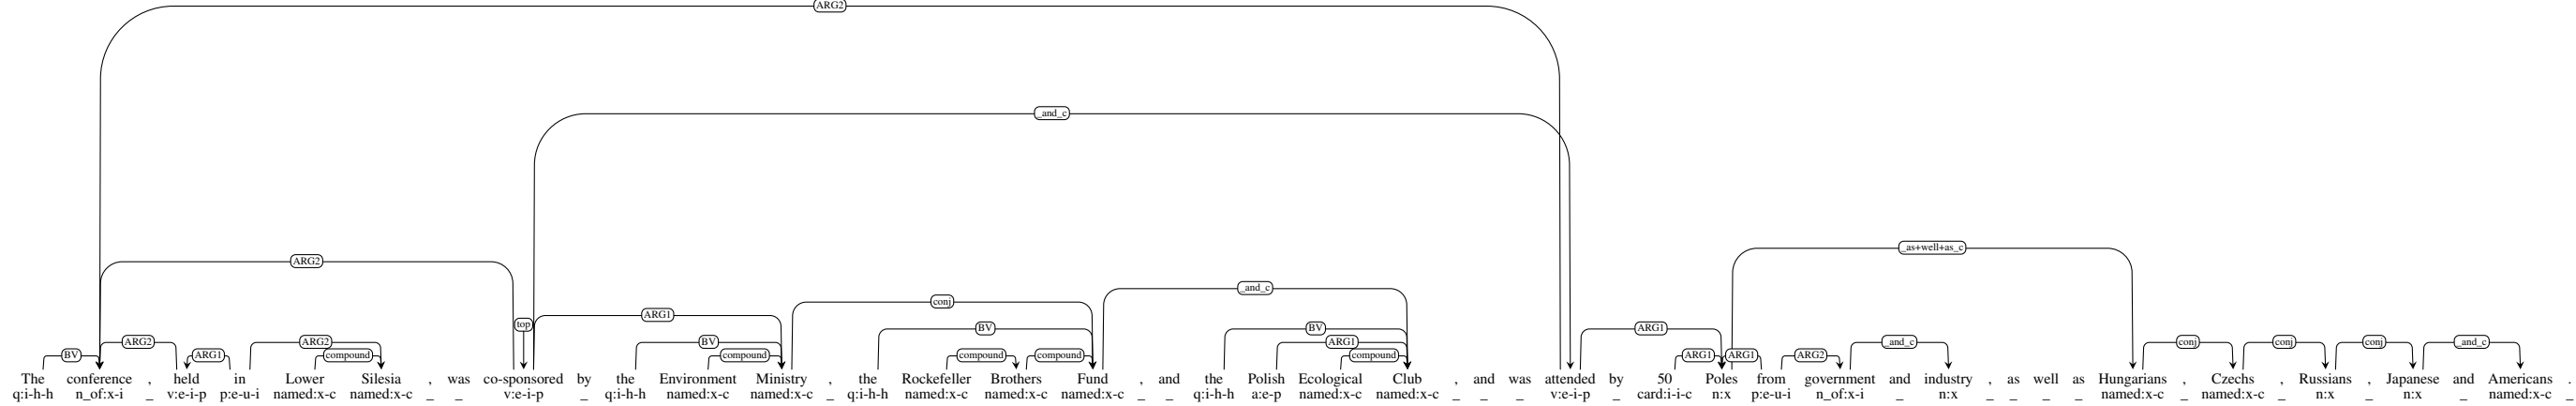 ARG2
_and_c
_as+well+as_c
ARG2
_and_c
conj
ARG1
top
BV BV ARG1
BV ARG2 ARG1 ARG2 compound BV compound compound compound ARG1 compound ARG1 ARG1 ARG2 _and_c conj conj conj _and_c
The conference , held in Lower Silesia , was co-sponsored by the Environment Ministry , the Rockefeller Brothers Fund , and the Polish Ecological Club , and was attended by 50 Poles from government and industry , as well as Hungarians , Czechs , Russians , Japanese and Americans .
q:i-h-h n_of:x-i _ v:e-i-p p:e-u-i named:x-c named:x-c _ _ v:e-i-p _ q:i-h-h named:x-c named:x-c _ q:i-h-h named:x-c named:x-c named:x-c _ _ q:i-h-h a:e-p named:x-c named:x-c _ _ _ v:e-i-p _ card:i-i-c n:x p:e-u-i n_of:x-i _ n:x _ _ _ _ named:x-c _ named:x-c _ n:x _ n:x _ named:x-c _